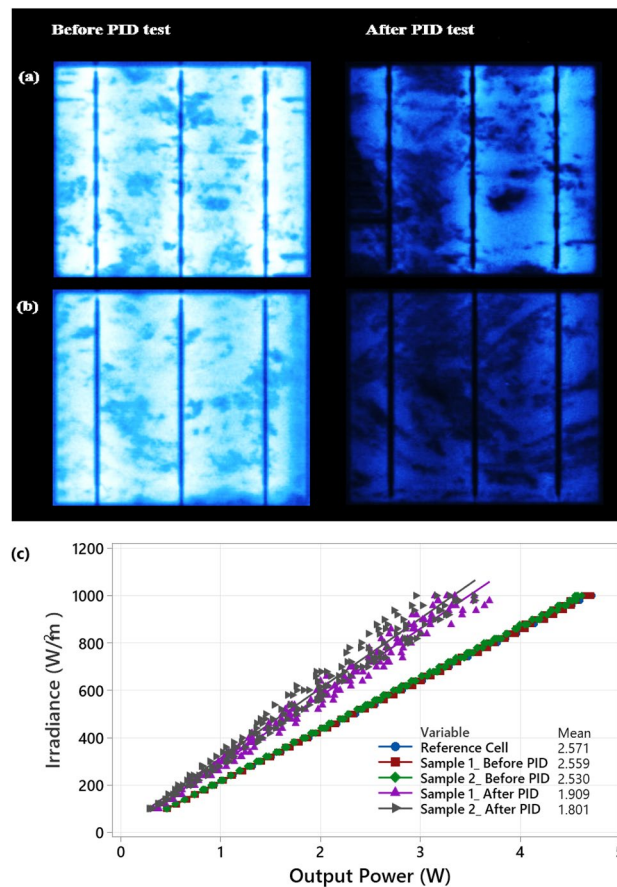 Before PID test
After PID test
(a)
(b)
(c)
1200
1000
800
600
400
200
0
Irradiance (W/²m)
0
1
2
3
4
5
Output Power (W)
Variable Mean
Reference Cell 2.571
Sample 1_ Before PID 2.559
Sample 2_ Before PID 2.530
Sample 1_ After PID 1.909
Sample 2_ After PID 1.801